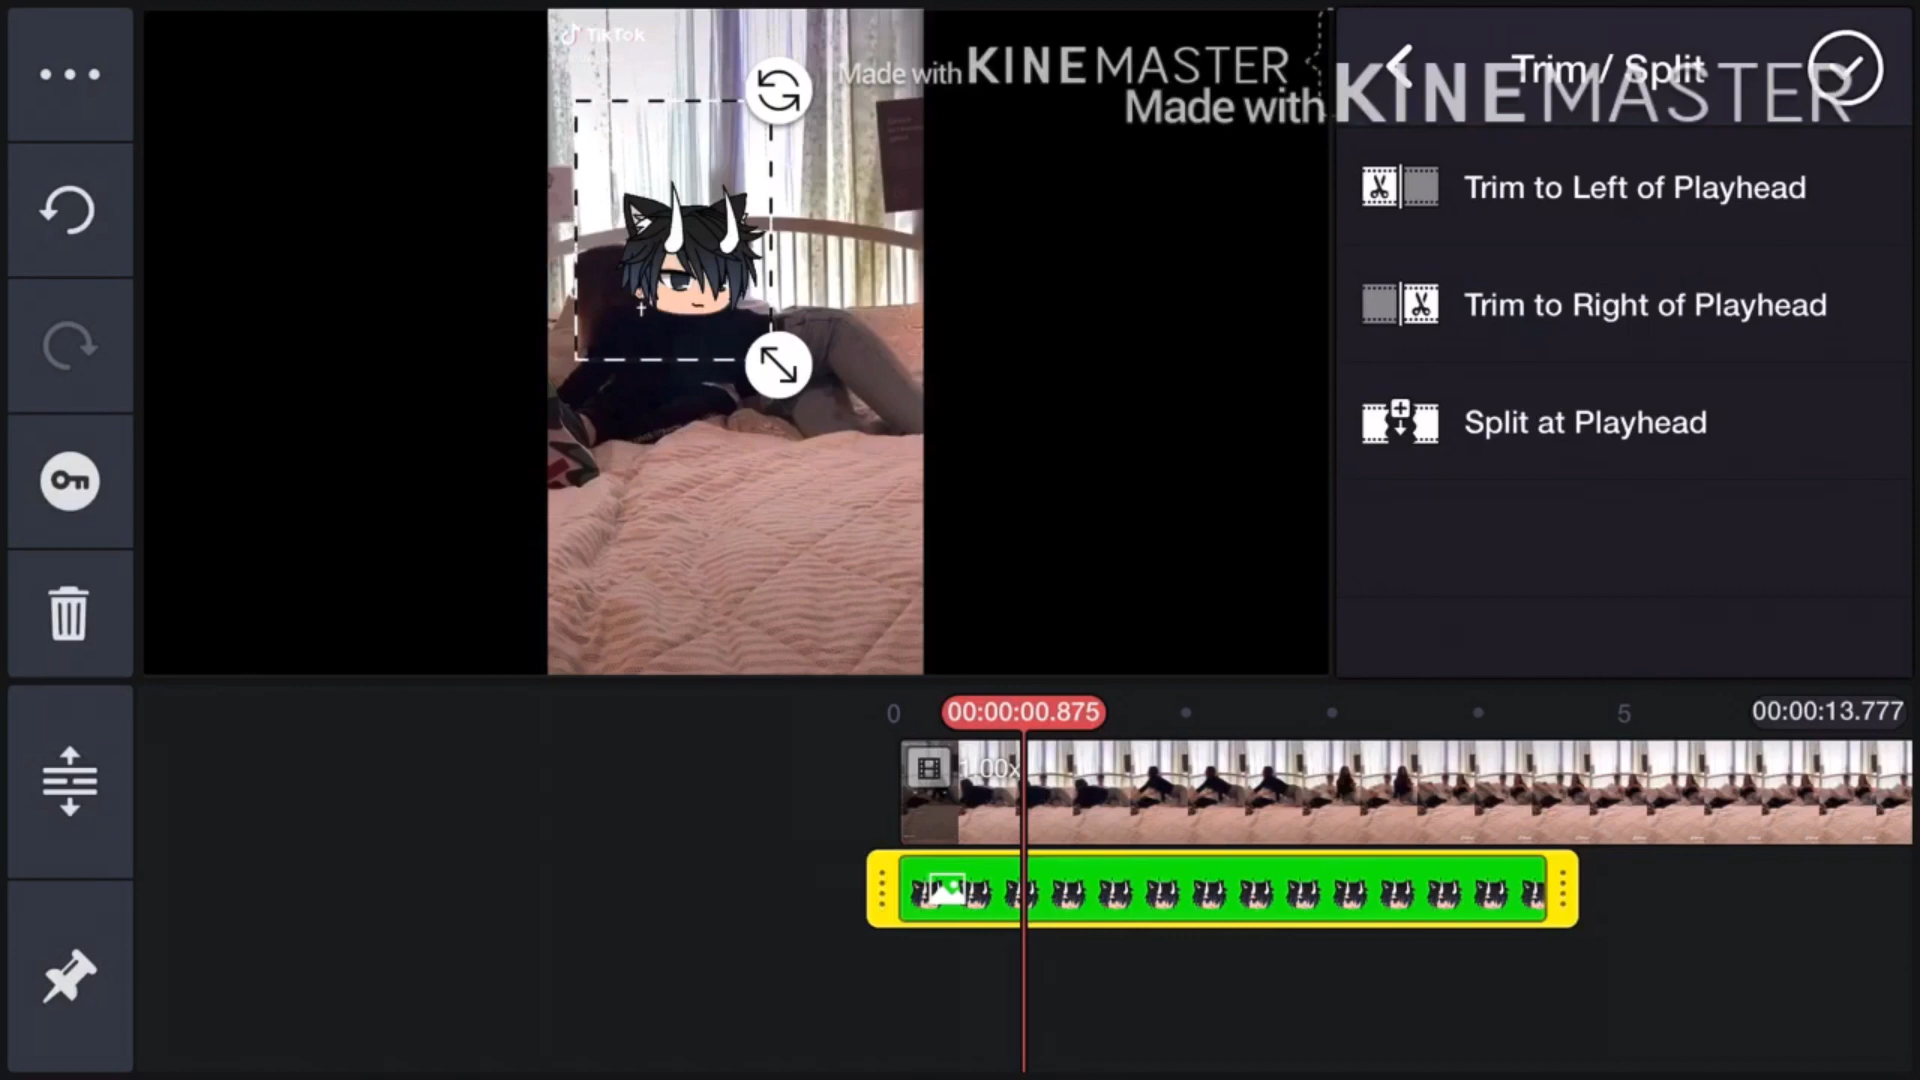 TikTok
Made with KINEMASTER
Made with KINEMASTER
Trim / Split
Trim to Left of Playhead
Trim to Right of Playhead
Split at Playhead
0
00:00:00.875
5
00:00:13.777
1.00x